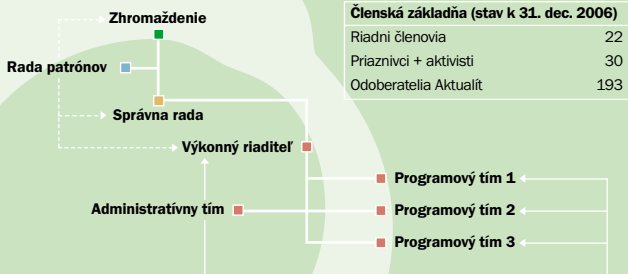 Zhromaždenie
Rada patrónov
Správna rada
Výkonný riaditeľ
Administratívny tím
Programový tím 1
Programový tím 2
Programový tím 3
Členská základňa (stav k 31. dec. 2006)
Riadni členovia 22
Priaznivci + aktivisti 30
Odoberatelia Aktualít 193